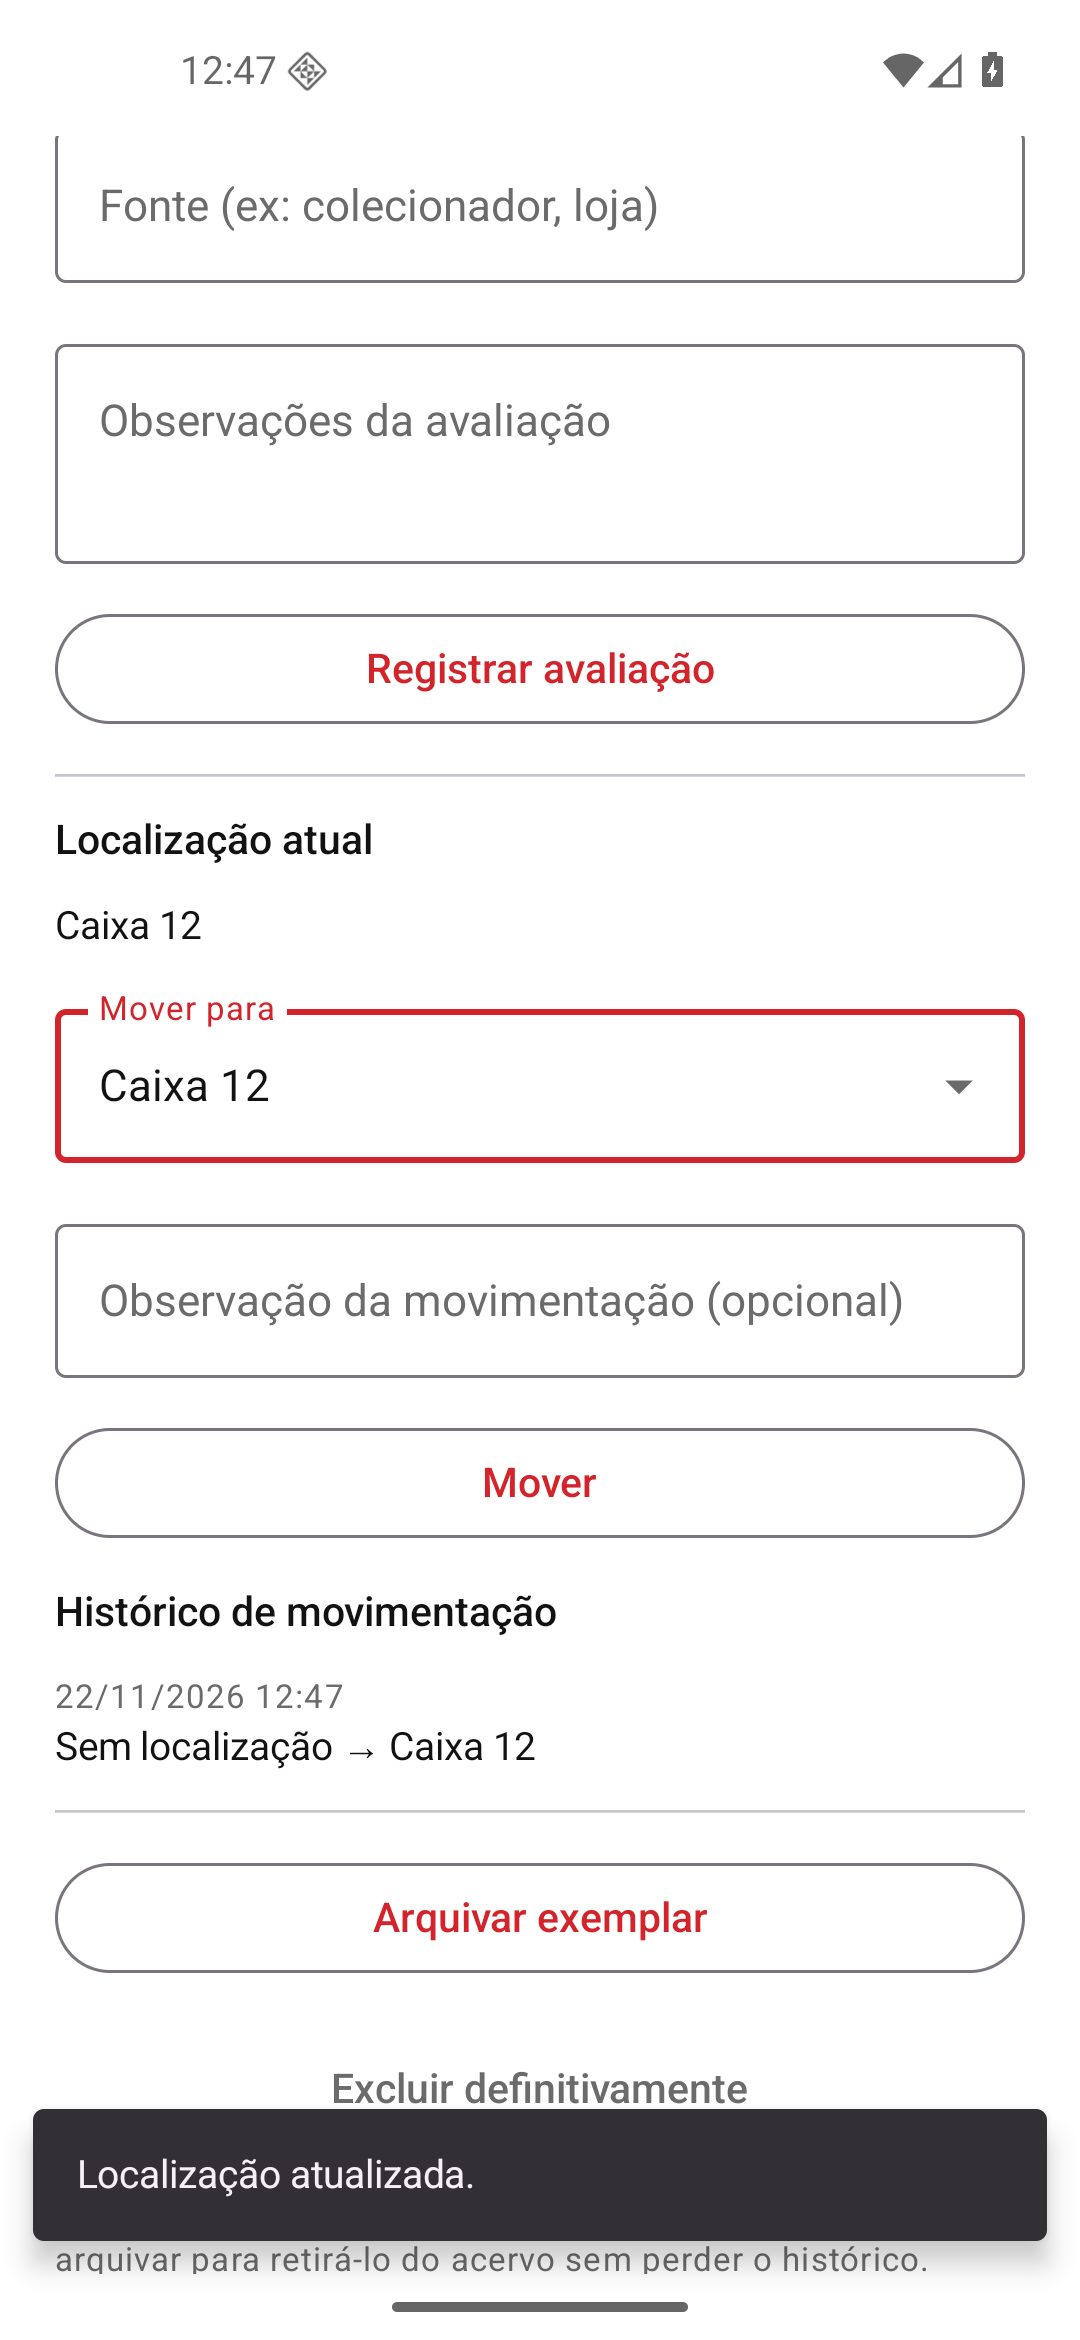 12:47
Fonte (ex: colecionador, loja)
Observações da avaliação
Registrar avaliação
Localização atual
Caixa 12
Mover para
Caixa 12
Observação da movimentação (opcional)
Mover
Histórico de movimentação
22/11/2026 12:47
Sem localização → Caixa 12
Arquivar exemplar
Excluir definitivamente
Localização atualizada.
arquivar para retirá-lo do acervo sem perder o histórico.